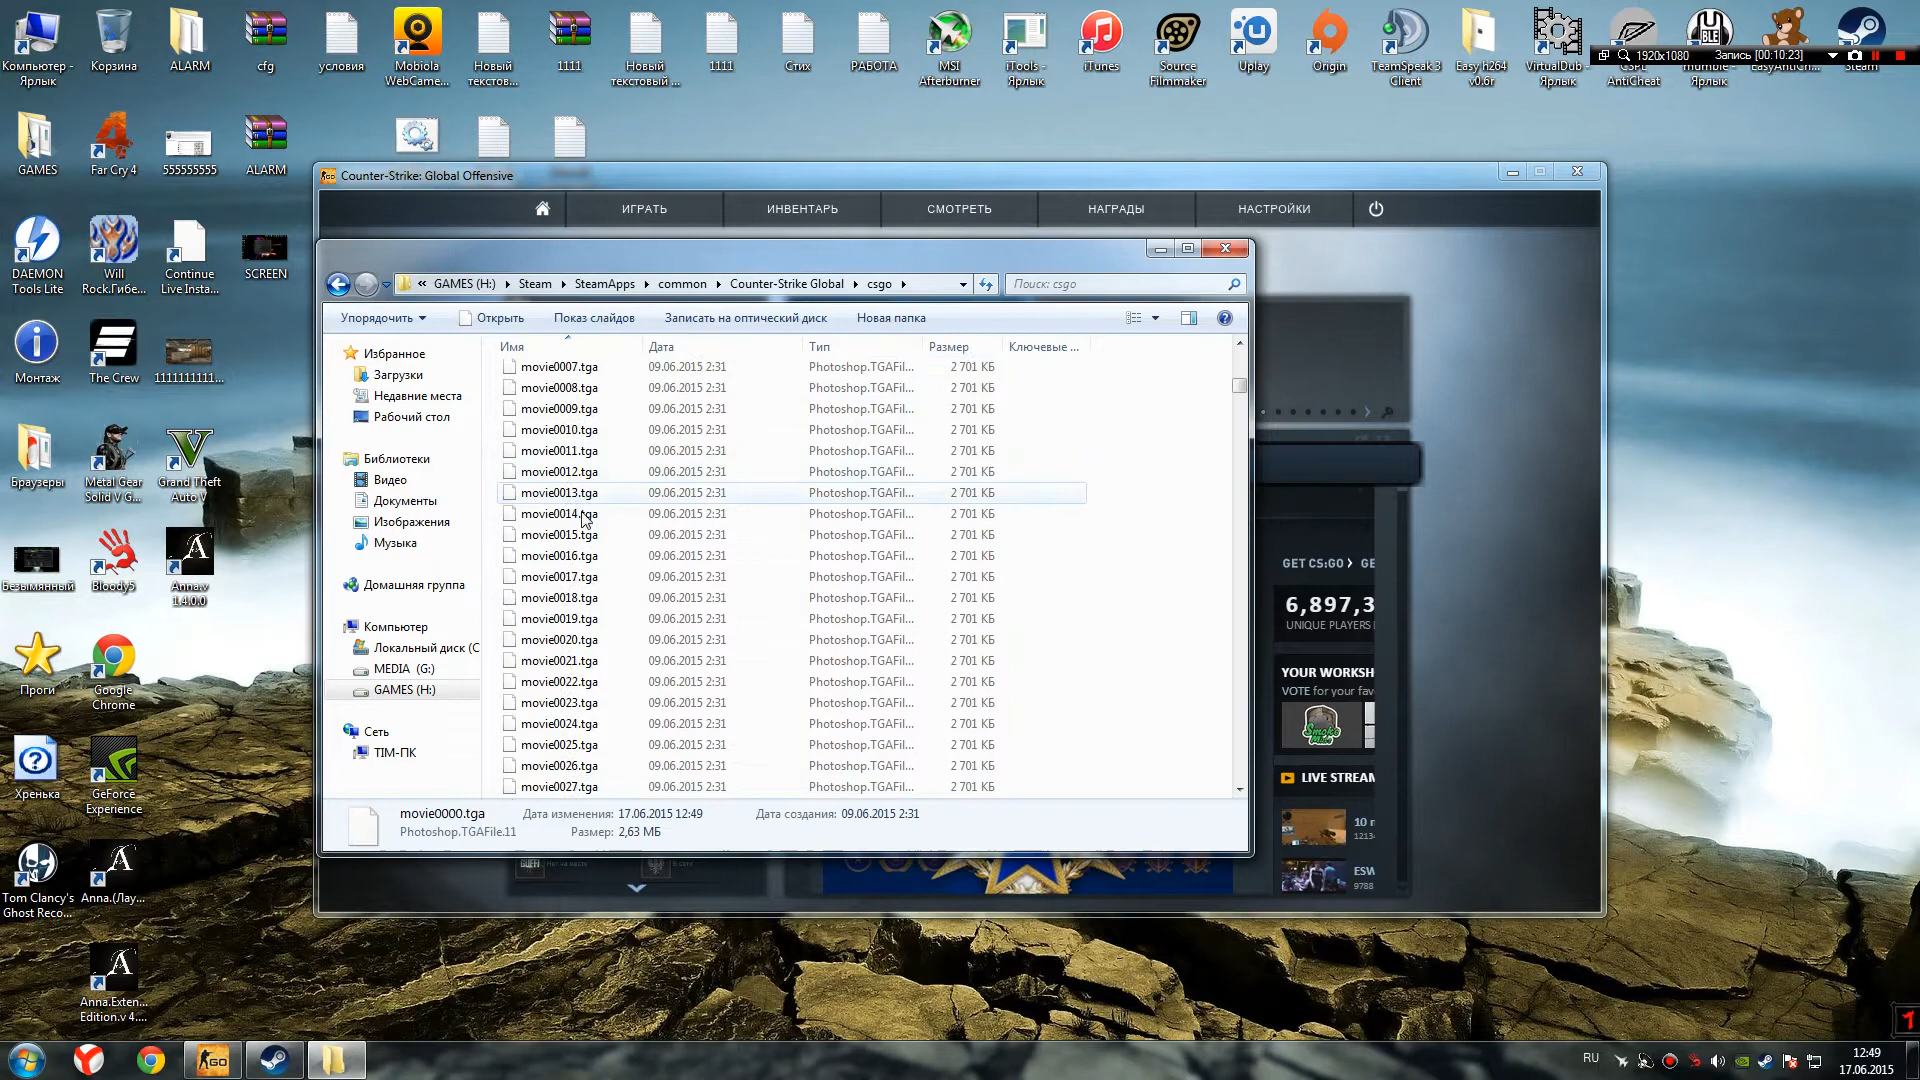 Компьютер - Ярлык
Корзина
ALARM
cfg
условия
Mobiola WebCame...
Новый текстов...
1111
Новый текстовый ...
1111
Стих
РАБОТА
MSI Afterburner
iTools - Ярлык
iTunes
Source Filmmaker
Uplay
Origin
TeamSpeak 3 Client
Easy h264 v0.6r
VirtualDub - Ярлык
AntiCheat
Ярлык
Steam
1920x1080
Запись [00:10:23]
GAMES
Far Cry 4
555555555
ALARM
DAEMON Tools Lite
Will Rock.Гибе...
Continue Live Insta...
SCREEN
Монтаж
The Crew
1111111111...
Браузеры
Metal Gear Solid V G...
Grand Theft Auto V
Безымянный
Bloody5
Anna.v 1.4.0.0
Проги
Google Chrome
Хренька
GeForce Experience
Tom Clancy's Ghost Reco...
Anna.(Лау...
Anna.Exten... Edition.v 4....
Counter-Strike: Global Offensive
ИГРАТЬ
ИНВЕНТАРЬ
СМОТРЕТЬ
НАГРАДЫ
НАСТРОЙКИ
« GAMES (H:) Steam SteamApps common Counter-Strike Global csgo
Поиск: csgo
Упорядочить
Открыть
Показ слайдов
Записать на оптический диск
Новая папка
Избранное
Загрузки
Недавние места
Рабочий стол
Библиотеки
Видео
Документы
Изображения
Музыка
Домашняя группа
Компьютер
Локальный диск (C
MEDIA (G:)
GAMES (H:)
Сеть
TIM-ПК
Имя Дата Тип Размер Ключевые ...
movie0007.tga 09.06.2015 2:31 Photoshop.TGAFil... 2 701 КБ
movie0008.tga 09.06.2015 2:31 Photoshop.TGAFil... 2 701 КБ
movie0009.tga 09.06.2015 2:31 Photoshop.TGAFil... 2 701 КБ
movie0010.tga 09.06.2015 2:31 Photoshop.TGAFil... 2 701 КБ
movie0011.tga 09.06.2015 2:31 Photoshop.TGAFil... 2 701 КБ
movie0012.tga 09.06.2015 2:31 Photoshop.TGAFil... 2 701 КБ
movie0013.tga 09.06.2015 2:31 Photoshop.TGAFil... 2 701 КБ
movie0014.tga 09.06.2015 2:31 Photoshop.TGAFil... 2 701 КБ
movie0015.tga 09.06.2015 2:31 Photoshop.TGAFil... 2 701 КБ
movie0016.tga 09.06.2015 2:31 Photoshop.TGAFil... 2 701 КБ
movie0017.tga 09.06.2015 2:31 Photoshop.TGAFil... 2 701 КБ
movie0018.tga 09.06.2015 2:31 Photoshop.TGAFil... 2 701 КБ
movie0019.tga 09.06.2015 2:31 Photoshop.TGAFil... 2 701 КБ
movie0020.tga 09.06.2015 2:31 Photoshop.TGAFil... 2 701 КБ
movie0021.tga 09.06.2015 2:31 Photoshop.TGAFil... 2 701 КБ
movie0022.tga 09.06.2015 2:31 Photoshop.TGAFil... 2 701 КБ
movie0023.tga 09.06.2015 2:31 Photoshop.TGAFil... 2 701 КБ
movie0024.tga 09.06.2015 2:31 Photoshop.TGAFil... 2 701 КБ
movie0025.tga 09.06.2015 2:31 Photoshop.TGAFil... 2 701 КБ
movie0026.tga 09.06.2015 2:31 Photoshop.TGAFil... 2 701 КБ
movie0027.tga 09.06.2015 2:31 Photoshop.TGAFil... 2 701 КБ
movie0000.tga Дата изменения: 17.06.2015 12:49 Дата создания: 09.06.2015 2:31
Photoshop.TGAFile.11 Размер: 2,63 МБ
GET CS:GO GE
6,897,3
UNIQUE PLAYERS
YOUR WORKSH
VOTE for your fav
LIVE STREAM
10
1213
ESW
9788
RU
12:49
17.06.2015